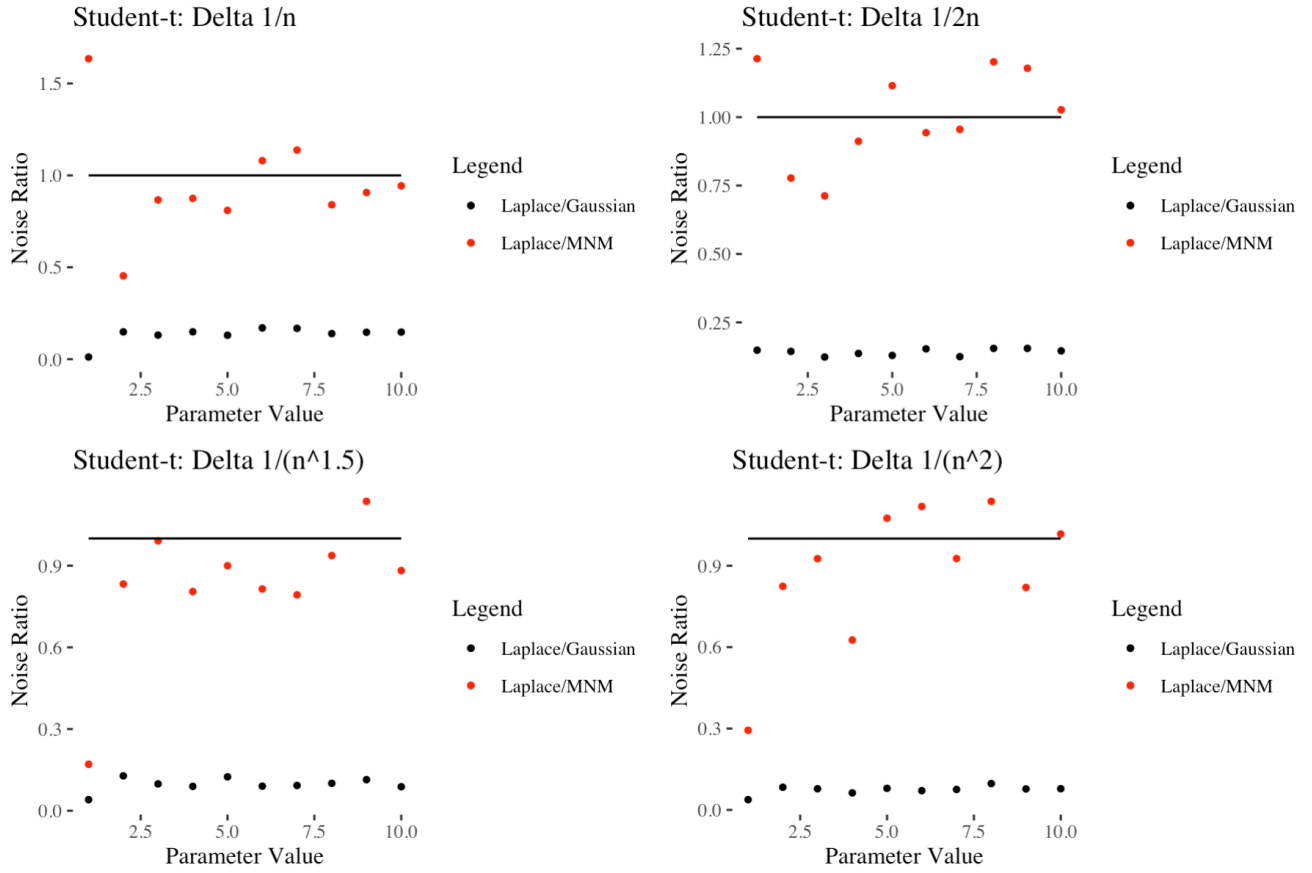 Student-t: Delta 1/n
1.5
1.0
0.5
0.0
Noise Ratio
2.5 5.0 7.5 10.0
Parameter Value
Legend
Laplace/Gaussian
Laplace/MNM
Student-t: Delta 1/2n
1.25
1.00
0.75
0.50
0.25
Noise Ratio
2.5 5.0 7.5 10.0
Parameter Value
Legend
Laplace/Gaussian
Laplace/MNM
Student-t: Delta 1/(n^1.5)
0.9
0.6
0.3
0.0
Noise Ratio
2.5 5.0 7.5 10.0
Parameter Value
Legend
Laplace/Gaussian
Laplace/MNM
Student-t: Delta 1/(n^2)
0.9
0.6
0.3
0.0
Noise Ratio
2.5 5.0 7.5 10.0
Parameter Value
Legend
Laplace/Gaussian
Laplace/MNM